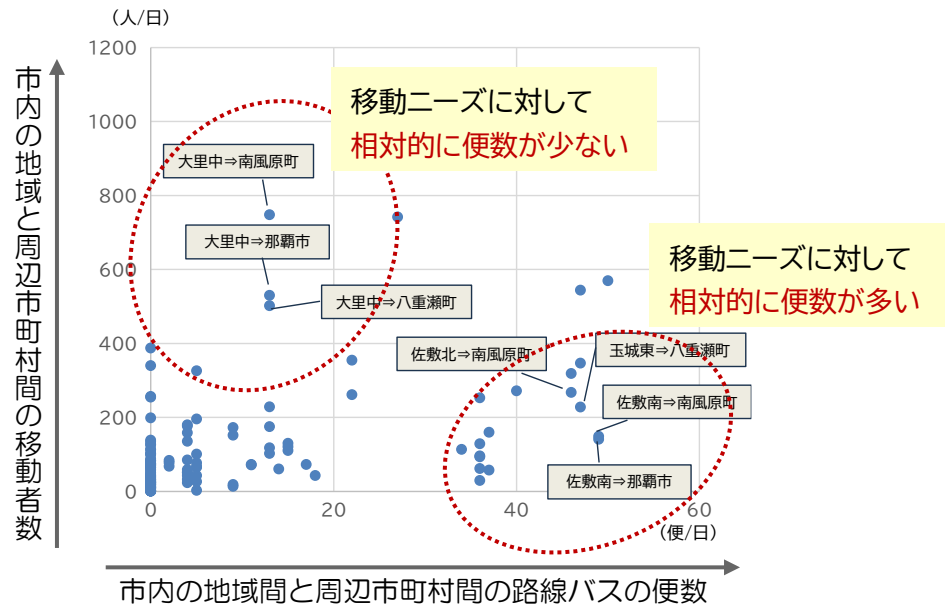 (人/日)
1200
1000
800
600
400
200
0
市内の地域と周辺市町村間の移動者数
移動ニーズに対して
相対的に便数が少ない
大里中⇒南風原町
大里中⇒那覇市
大里中⇒八重瀬町
移動ニーズに対して
相対的に便数が多い
佐敷北⇒南風原町
玉城東⇒八重瀬町
佐敷南⇒南風原町
佐敷南⇒那覇市
0
20
40
60
(便/日)
市内の地域間と周辺市町村間の路線バスの便数